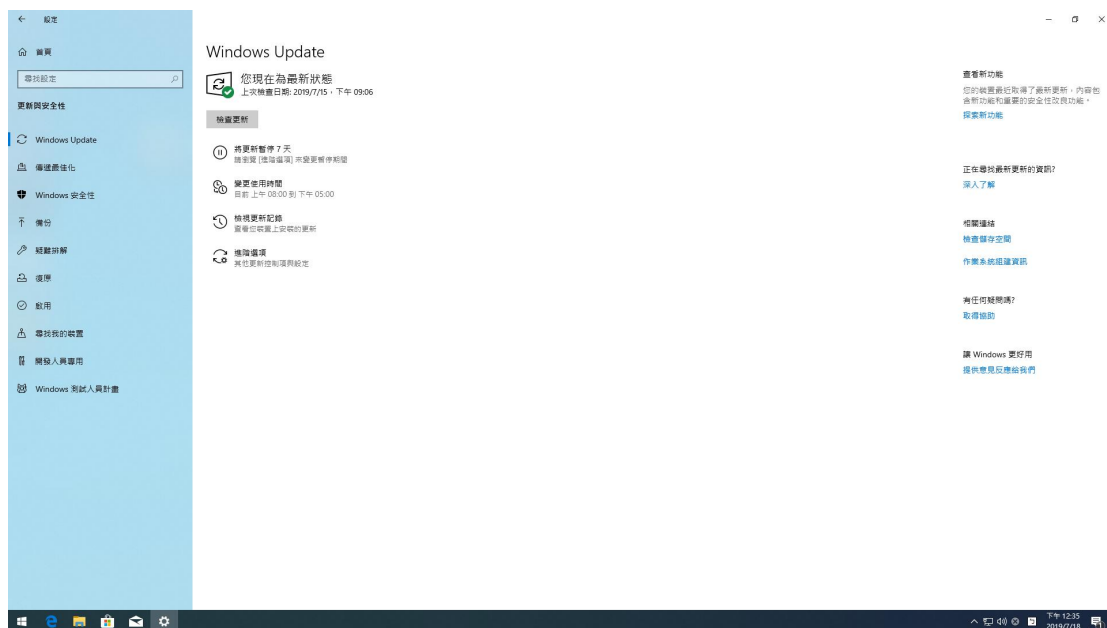 設定
首頁
尋找設定
更新與安全性
Windows Update
傳遞最佳化
Windows 安全性
備份
疑難排解
復原
啟用
尋找我的裝置
開發人員專用
Windows 測試人員計畫
Windows Update
您現在為最新狀態
上次檢查日期: 2019/7/15,下午 09:06
檢查更新
將更新暫停 7 天
請瀏覽 [進階選項] 來變更暫停期間
變更使用時間
目前 上午 08:00 到 下午 05:00
檢視更新記錄
查看您裝置上安裝的更新
進階選項
其他更新控制項與設定
查看新功能
您的裝置最近取得了最新更新,內容包
含新功能和重要的安全性改良功能。
探索新功能
正在尋找最新更新的資訊?
深入了解
相關連結
檢查儲存空間
作業系統組建資訊
有任何疑問嗎?
取得協助
讓 Windows 更好用
提供意見反應給我們
下午 12:35
2019/7/18